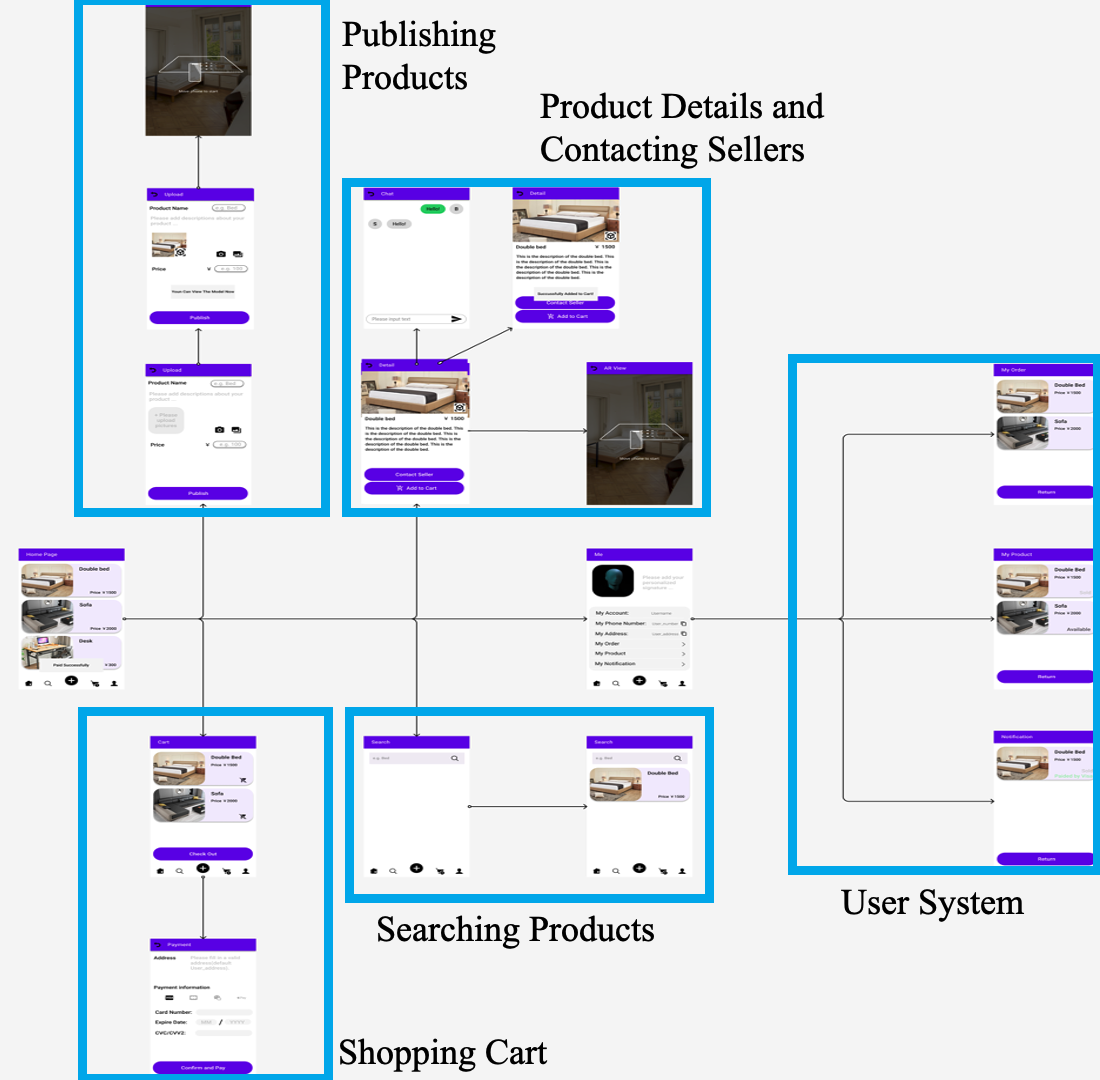 Publishing
Products
Product Details and
Contacting Sellers
Move phone to start
Upload
Product Name
e.g. Bed
Please add descriptions about your
product ...
Price
¥
e.g. 100
Youn Can View The Model Now
Publish
Upload
Product Name
e.g. Bed
Please add descriptions about your
product ...
+ Please
upload
pictures
Price
¥
e.g. 100
Publish
Chat
Hello!
B
S
Hello!
Please input text
Detail
Double bed
¥ 1500
This is the description of the double bed. This
is the description of the double bed. This is
the description of the double bed. This is the
description of the double bed. This is the
description of the double bed.
Successfully Added to Cart!
Contact Seller
Add to Cart
Detail
Double bed
¥ 1500
This is the description of the double bed. This
is the description of the double bed. This is
the description of the double bed. This is the
description of the double bed. This is the
description of the double bed.
Contact Seller
Add to Cart
AR View
Move phone to start
My Order
Double Bed
Price ¥1500
Sofa
Price ¥2000
Return
Home Page
Double bed
Price ¥1500
Sofa
Price ¥2000
Desk
Paid Successfully
¥300
Me
Please add your
personalized
signature ...
My Account:
username
My Phone Number:
user_number
My Address:
user_address
My Order
My Product
My Notification
My Product
Double Bed
Price ¥1500
Sold
Sofa
Price ¥2000
Available
Return
Cart
Double Bed
Price ¥1500
Sofa
Price ¥2000
Check Out
Search
e.g. Bed
Search
e.g. Bed
Double Bed
Price ¥1500
Notification
Double Bed
Price ¥1500
Return
User System
Searching Products
Payment
Address
Please fill in a valid
address(default
User_address).
Payment Information
Card Number:
Expire Date:
MM
/
YYYY
CVC/CVV2:
Confirm and Pay
Shopping Cart